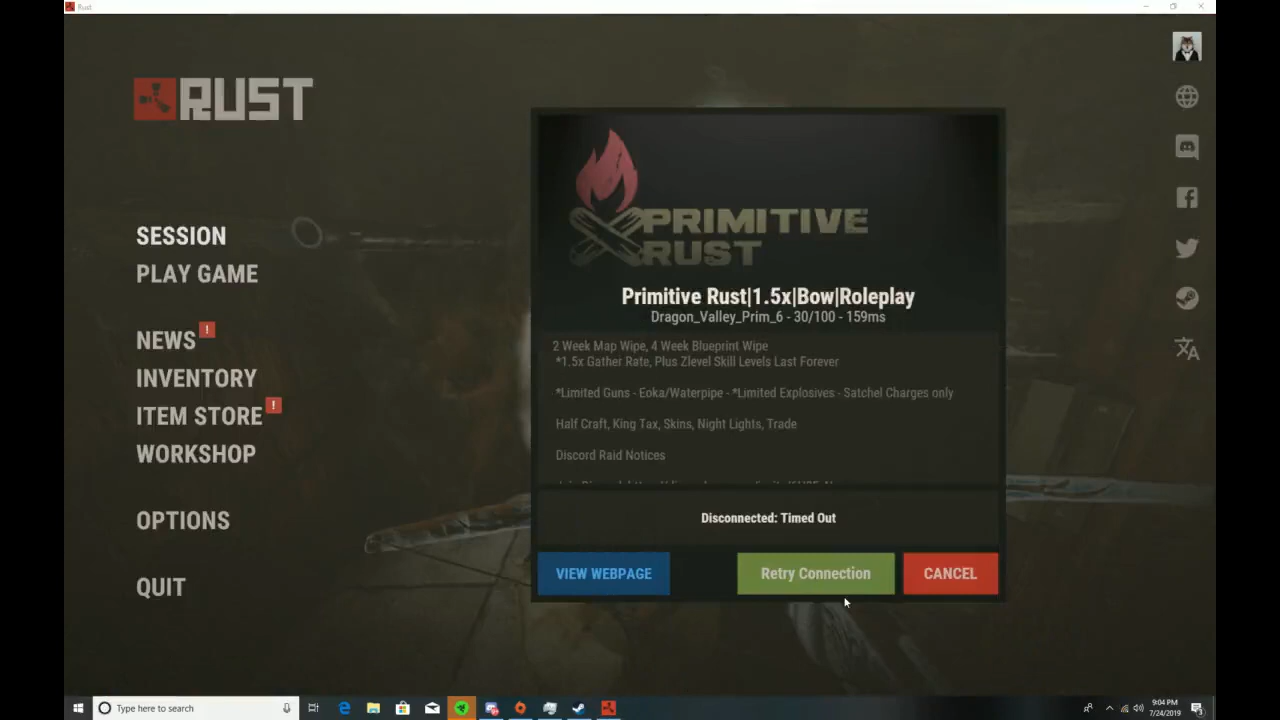 Rust
RUST
SESSION
PLAY GAME
NEWS
!
INVENTORY
ITEM STORE
!
WORKSHOP
OPTIONS
QUIT
PRIMITIVE
RUST
Primitive Rust|1.5x|Bow|Roleplay
Dragon_Valley_Prim_6 - 30/100 - 159ms
2 Week Map Wipe, 4 Week Blueprint Wipe
*1.5x Gather Rate, Plus Zlevel Skill Levels Last Forever
*Limited Guns - Eoka/Waterpipe - *Limited Explosives - Satchel Charges only
Half Craft, King Tax, Skins, Night Lights, Trade
Discord Raid Notices
Disconnected: Timed Out
VIEW WEBPAGE
Retry Connection
CANCEL
Type here to search
9:04 PM
7/24/2019